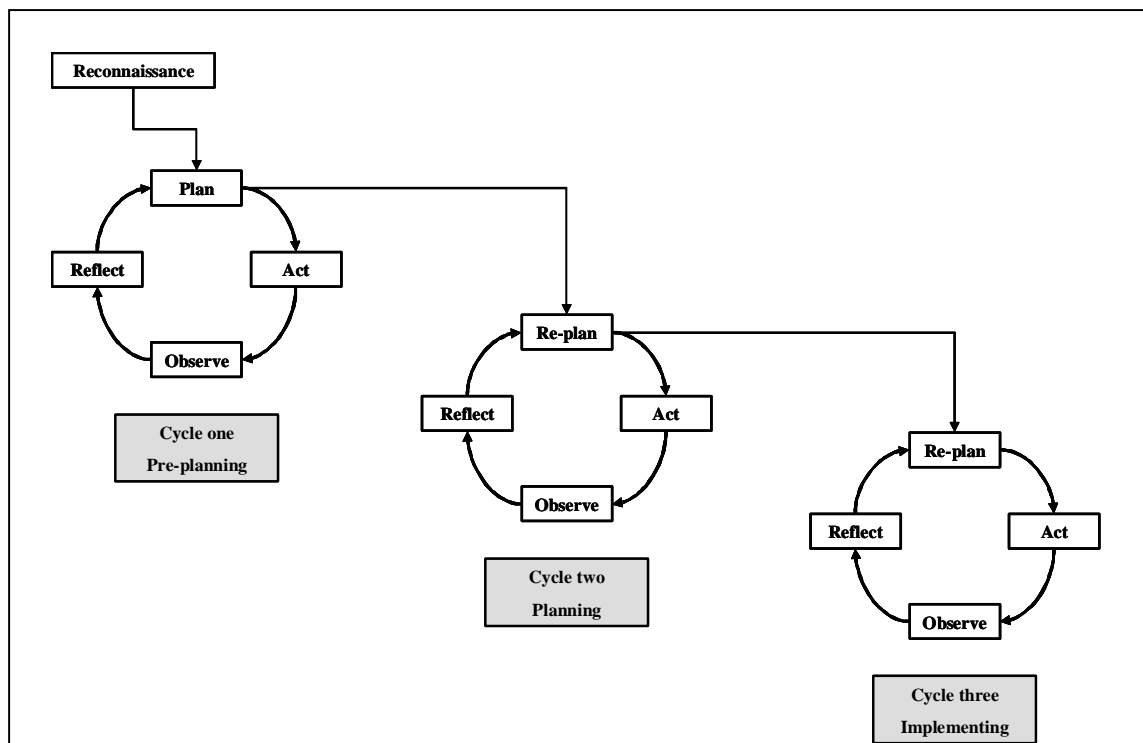 Reconnaissance
Plan
Reflect
Act
Observe
Cycle one
Pre-planning
Re-plan
Reflect
Act
Observe
Cycle two
Planning
Re-plan
Reflect
Act
Observe
Cycle three
Implementing